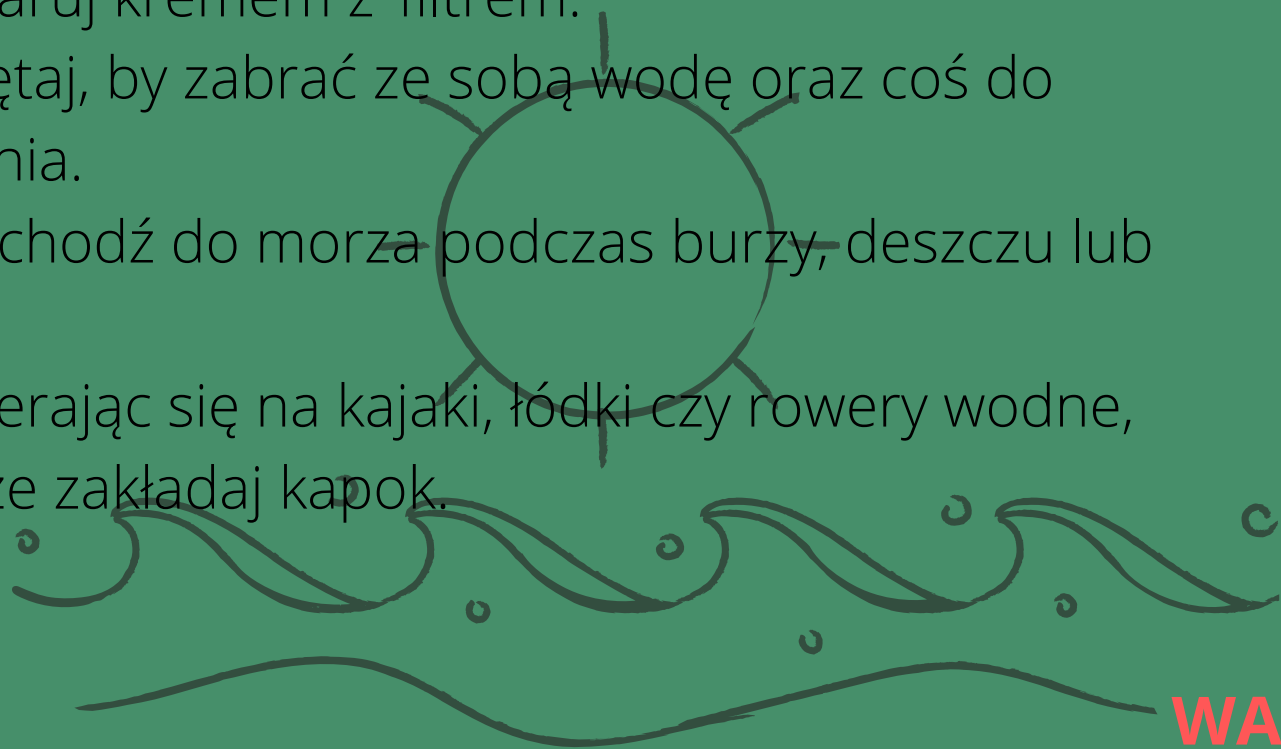 aruj kremem z filtrem.
ętaj, by zabrać ze sobą wodę oraz coś do
nia.
chodź do morza podczas burzy, deszczu lub
erając się na kajaki, łódki czy rowery wodne,
ze zakładaj kapok.
WA